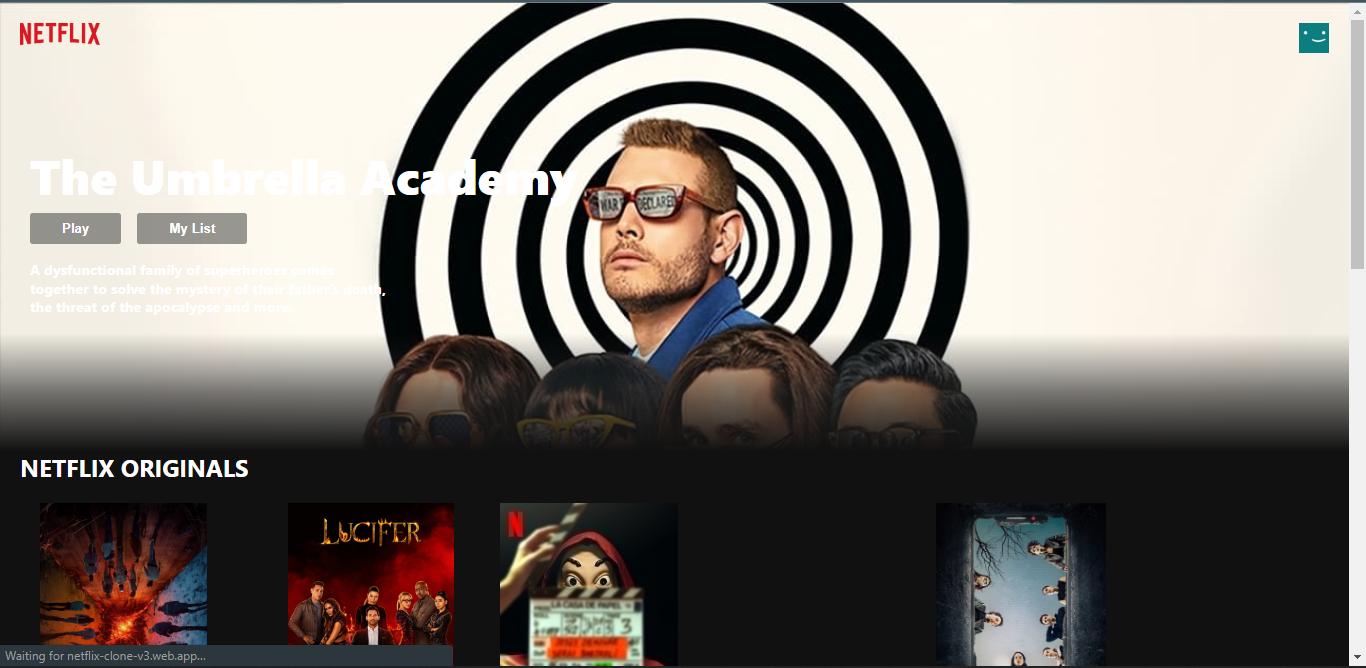 NETFLIX
The Umbrella Academy
WAR DECLARED
Play
My List
A dysfunctional family of superheroes comes
together to solve the mystery of their father's death,
the threat of the apocalypse and more.
NETFLIX ORIGINALS
LUCIFER
N
LA CASA DE PAPEL
3
Waiting for netflix-clone-v3.web.app...